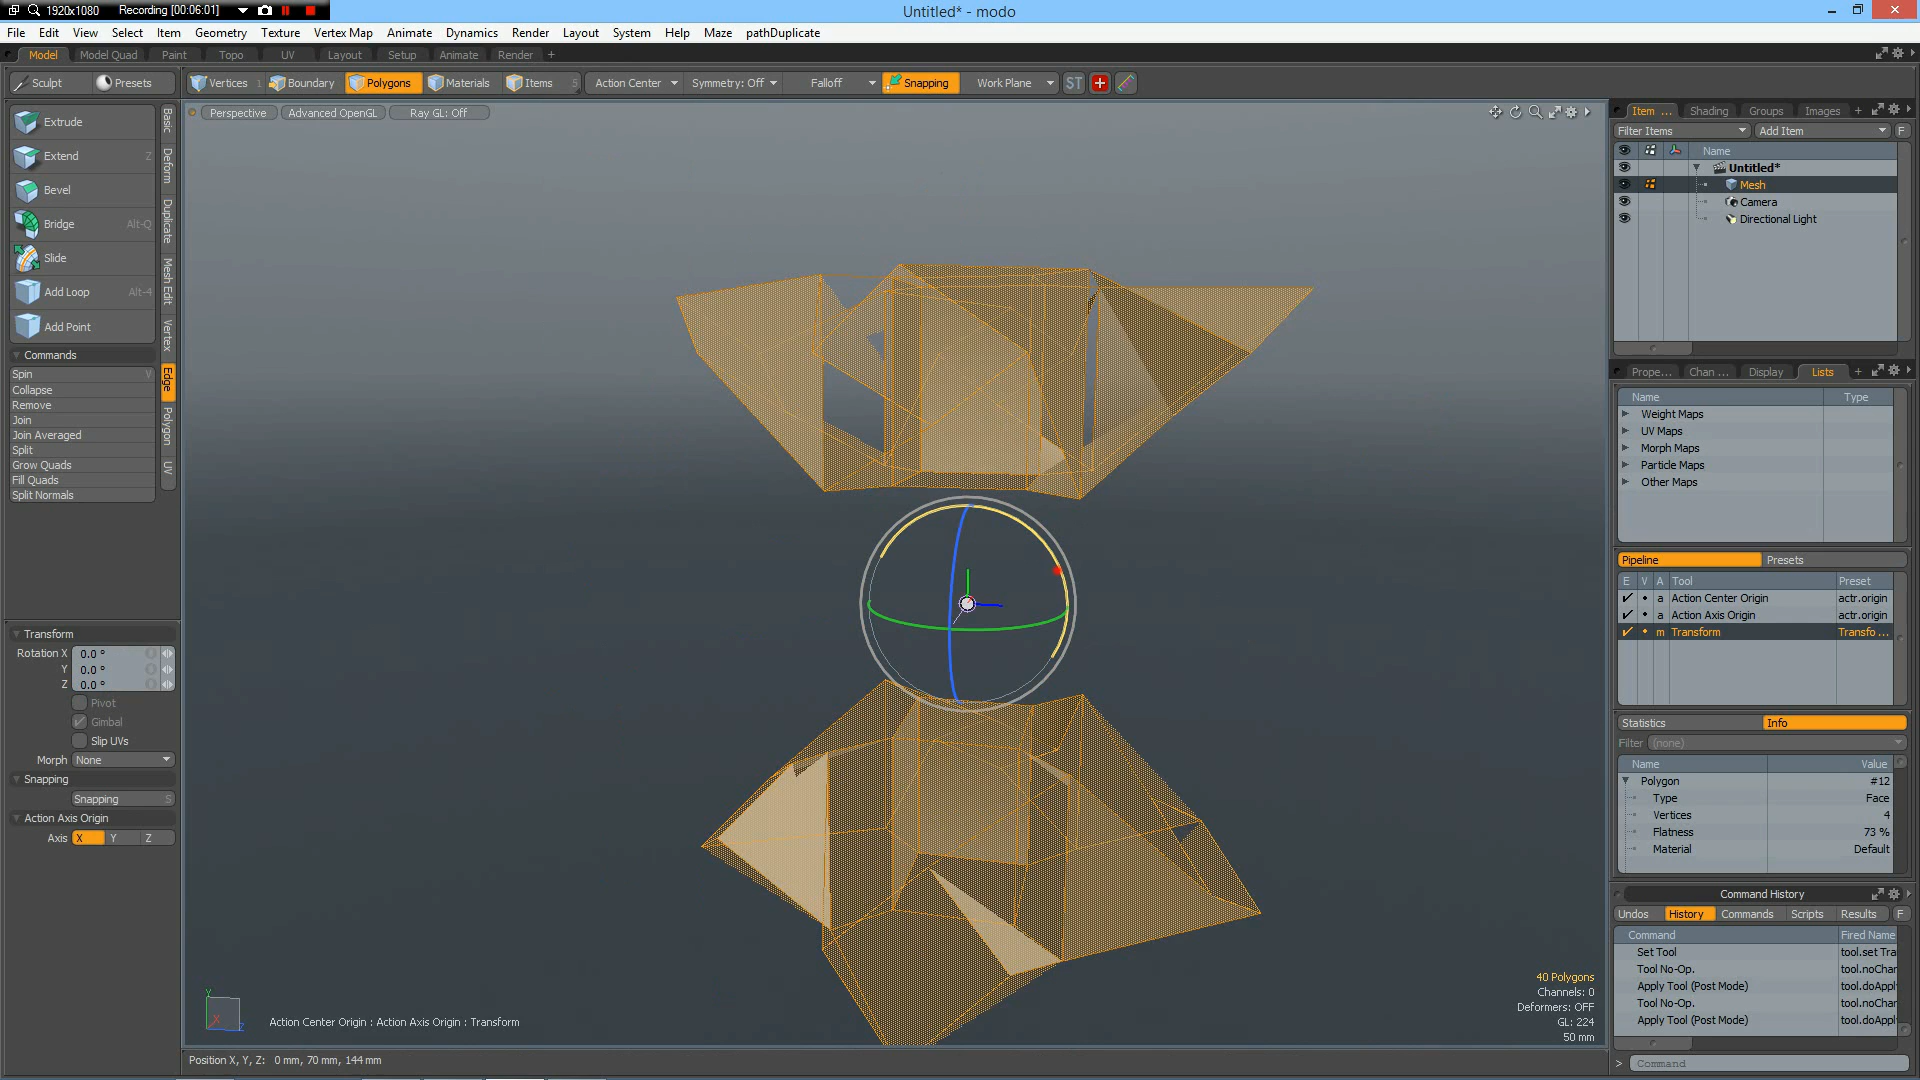 1920x1080 Recording [00:06:01]
Untitled* - modo
File Edit View Select Item Geometry Texture Vertex Map Animate Dynamics Render Layout System Help Maze pathDuplicate
Model Model Quad Paint Topo UV Layout Setup Animate Render +
Sculpt Presets Vertices 1 Boundary Polygons Materials Items 5 Action Center Symmetry: Off Falloff Snapping Work Plane ST
Perspective Advanced OpenGL Ray GL: Off
Extrude
Extend Z
Bevel
Bridge Alt-Q
Slide
Add Loop Alt-4
Add Point
Commands
Spin V
Collapse
Remove
Join
Join Averaged
Split
Grow Quads
Fill Quads
Split Normals
Basic
Deform
Duplicate
Mesh Edit
Vertex
Edge
Polygon
UV
Transform
Rotation X 0.0 °
Y 0.0 °
Z 0.0 °
Pivot
Gimbal
Slip UVs
Morph None
Snapping
Snapping S
Action Axis Origin
Axis X Y Z
Y
X
Z
Action Center Origin : Action Axis Origin : Transform
40 Polygons
Channels: 0
Deformers: OFF
GL: 224
50 mm
Position X, Y, Z: 0 mm, 70 mm, 144 mm
Item ... Shading Groups Images +
Filter Items Add Item F
Name
Untitled*
Mesh
Camera
Directional Light
Prope... Chan ... Display Lists +
Name Type
Weight Maps
UV Maps
Morph Maps
Particle Maps
Other Maps
Pipeline Presets
E V A Tool Preset
a Action Center Origin actr.origin
a Action Axis Origin actr.origin
m Transform Transfo ...
Statistics Info
Filter (none)
Name Value
Polygon #12
Type Face
Vertices 4
Flatness 73 %
Material Default
Command History
Undos History Commands Scripts Results F
Command Fired Name
Set Tool tool.set Tra
Tool No-Op. tool.noChar
Apply Tool (Post Mode) tool.doAppl
Tool No-Op. tool.noChar
Apply Tool (Post Mode) tool.doAppl
> Command